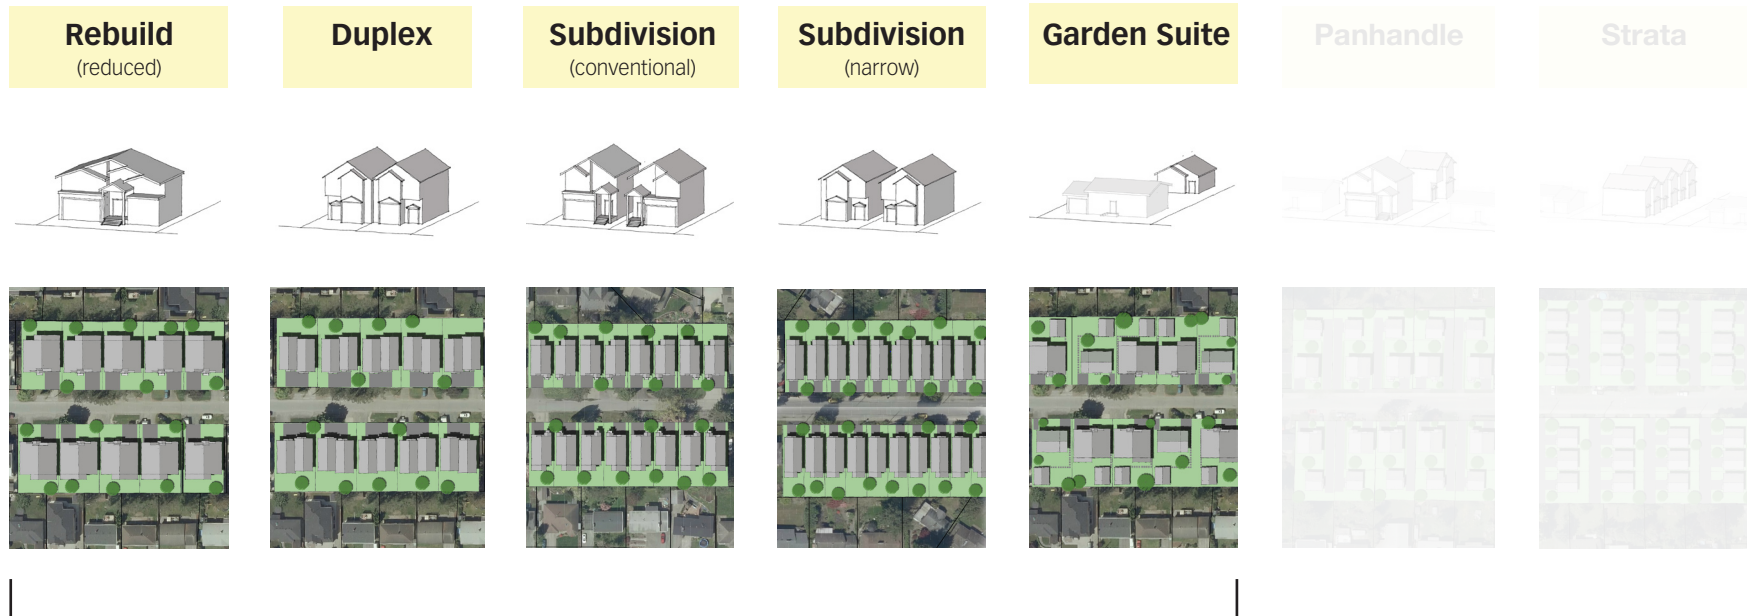 Rebuild
(reduced)
Duplex
Subdivision
(conventional)
Subdivision
(narrow)
Garden Suite
Panhandle
Strata